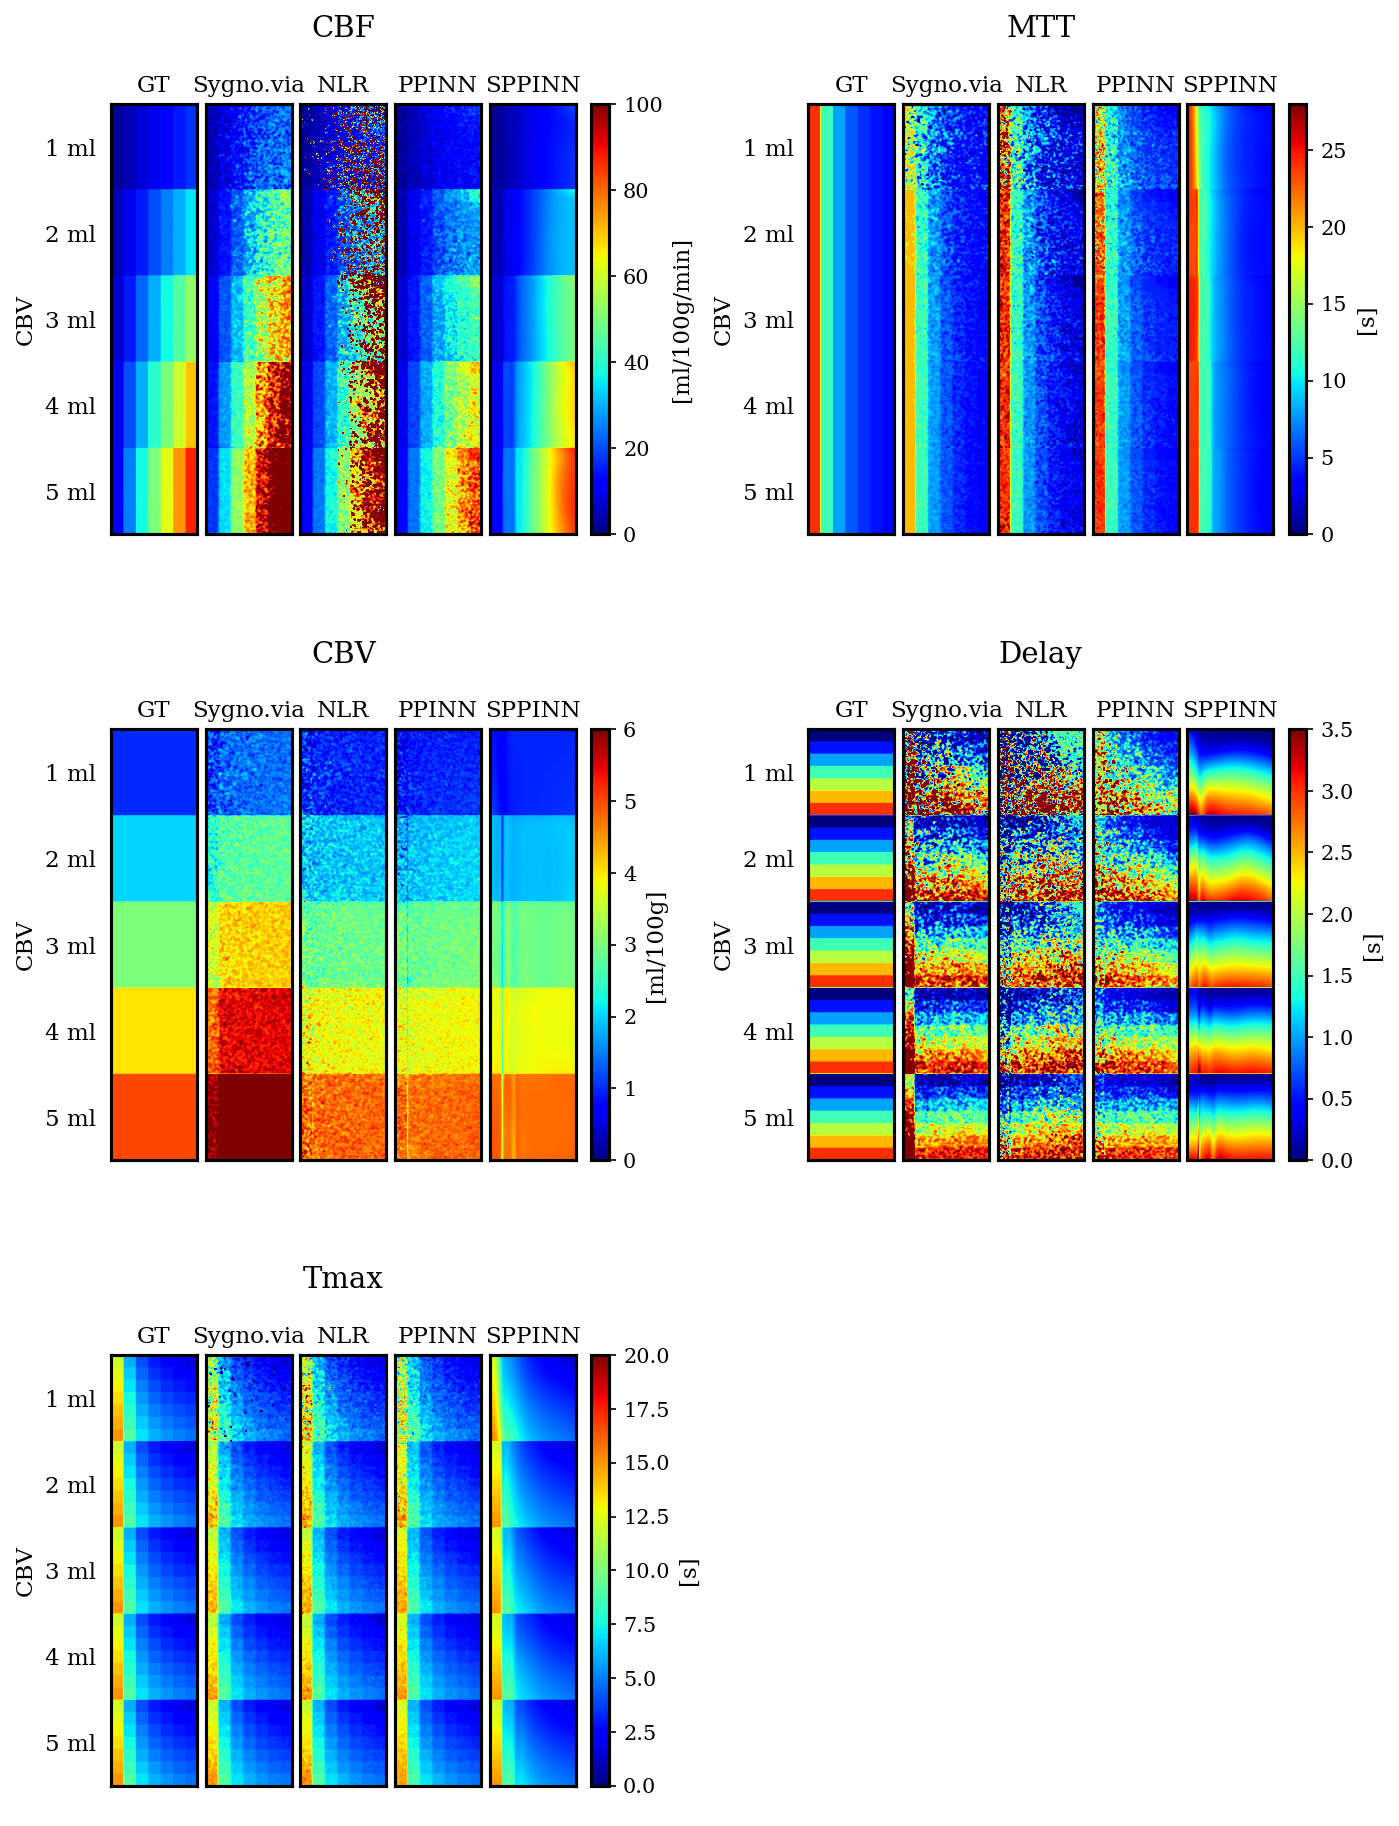 CBF
GT Sygno.via NLR PPINN SPPINN
CBV
1 ml
2 ml
3 ml
4 ml
5 ml
100
80
60
40
20
0
[ml/100g/min]
MTT
GT Sygno.via NLR PPINN SPPINN
CBV
1 ml
2 ml
3 ml
4 ml
5 ml
25
20
15
10
5
0
[s]
CBV
GT Sygno.via NLR PPINN SPPINN
CBV
1 ml
2 ml
3 ml
4 ml
5 ml
6
5
4
3
2
1
0
[ml/100g]
Delay
GT Sygno.via NLR PPINN SPPINN
CBV
1 ml
2 ml
3 ml
4 ml
5 ml
3.5
3.0
2.5
2.0
1.5
1.0
0.5
0.0
[s]
Tmax
GT Sygno.via NLR PPINN SPPINN
CBV
1 ml
2 ml
3 ml
4 ml
5 ml
20.0
17.5
15.0
12.5
10.0
7.5
5.0
2.5
0.0
[s]